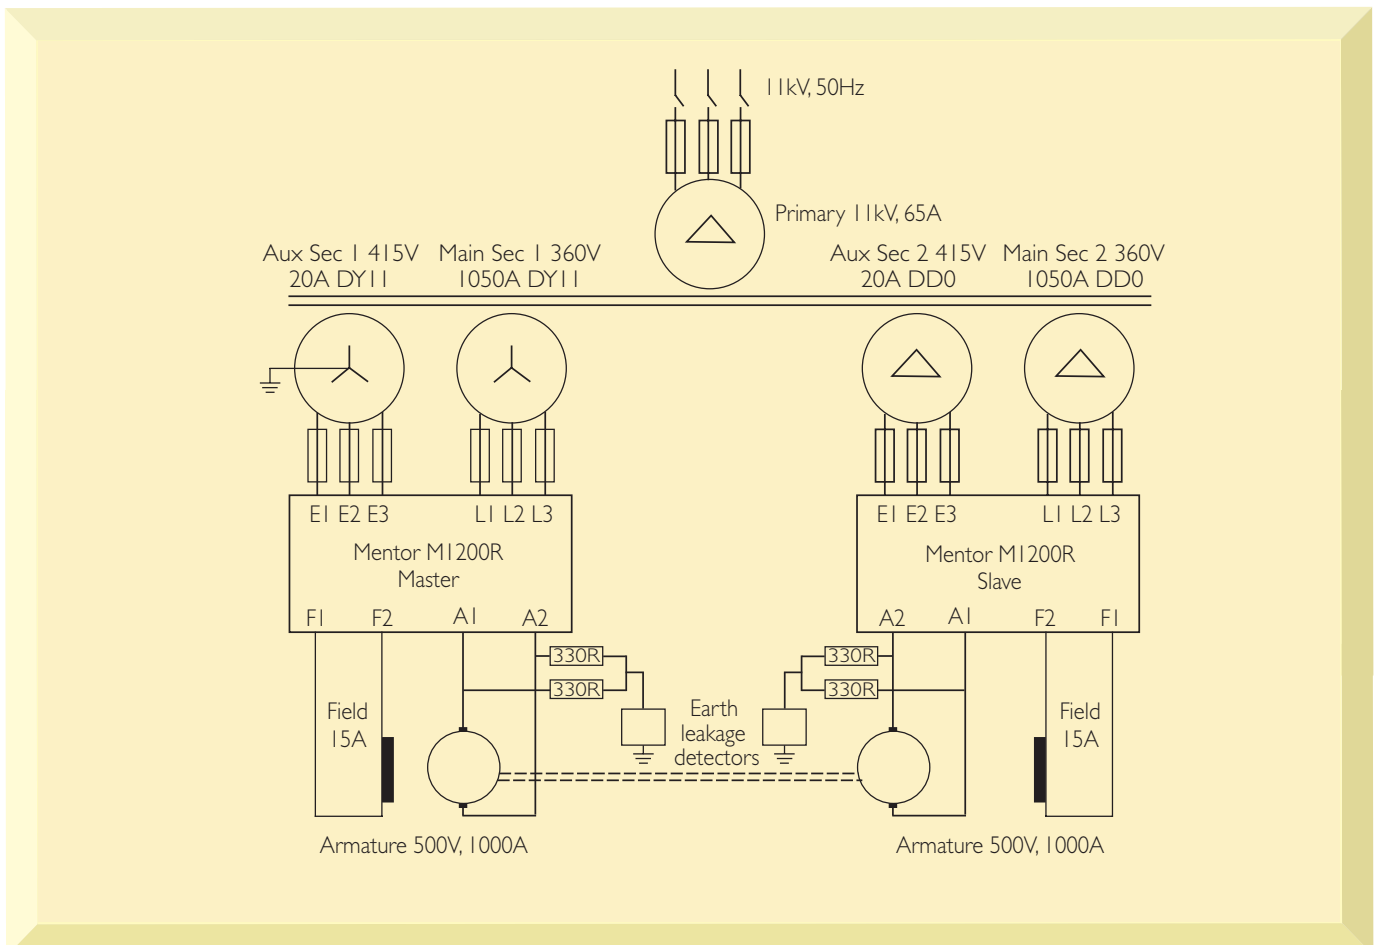 11kV, 50Hz
Primary 11kV, 65A
Aux Sec 1 415V
20A DY11
Main Sec 1 360V
1050A DY11
Aux Sec 2 415V
20A DD0
Main Sec 2 360V
1050A DD0
E1 E2 E3
L1 L2 L3
Mentor M1200R
Master
F1
F2
A1
A2
E1 E2 E3
L1 L2 L3
Mentor M1200R
Slave
A2
A1
F2
F1
330R
330R
330R
330R
Field
15A
Earth
leakage
detectors
Field
15A
Armature 500V, 1000A
Armature 500V, 1000A